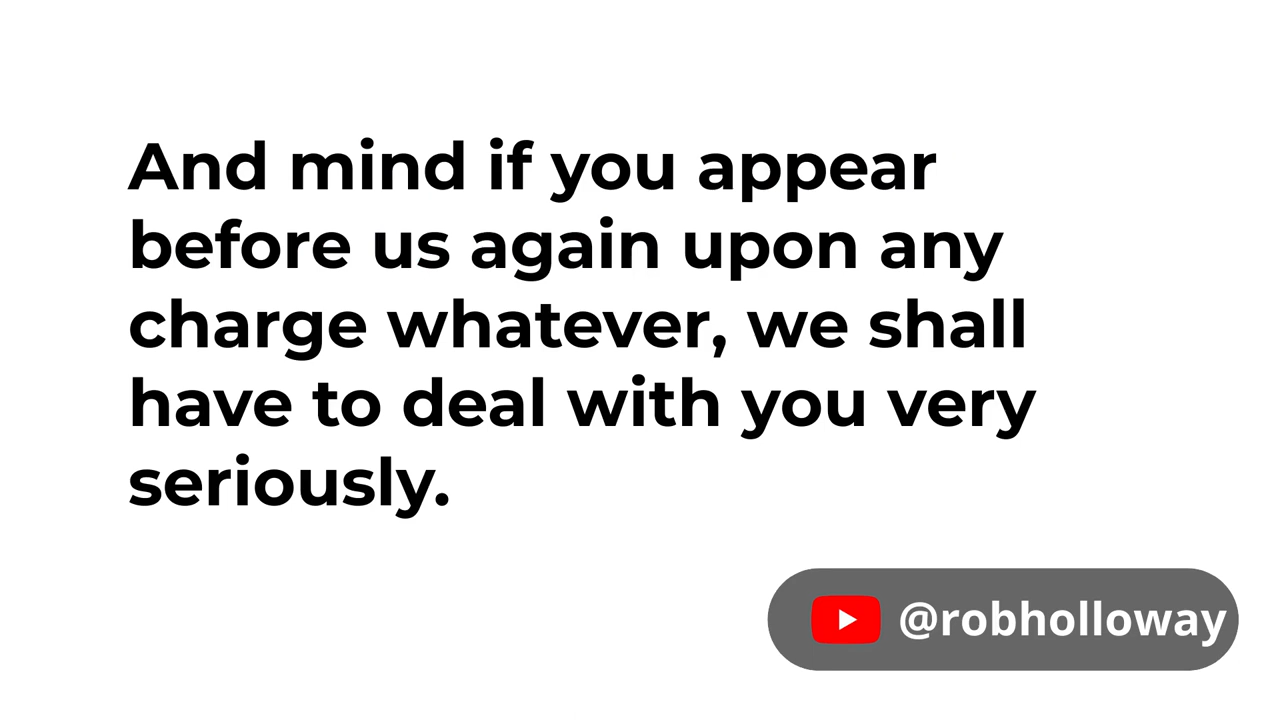 And mind if you appear
before us again upon any
charge whatever, we shall
have to deal with you very
seriously.
@robholloway